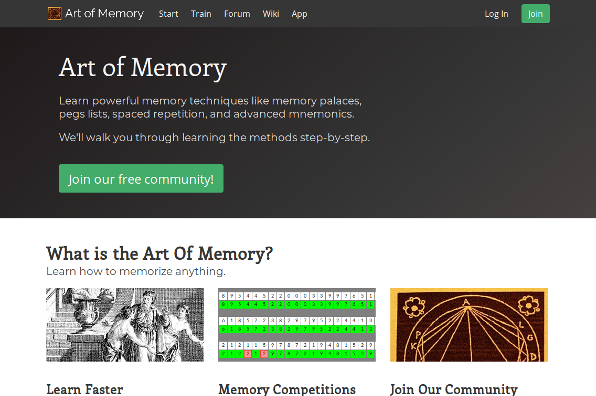 Art of Memory Start Train Forum Wiki App Log In Join
Art of Memory
Learn powerful memory techniques like memory palaces,
pegs lists, spaced repetition, and advanced mnemonics.
We'll walk you through learning the methods step-by-step.
Join our free community!
What is the Art Of Memory?
Learn how to memorize anything.
A
K
L
G
D
Learn Faster Memory Competitions Join Our Community